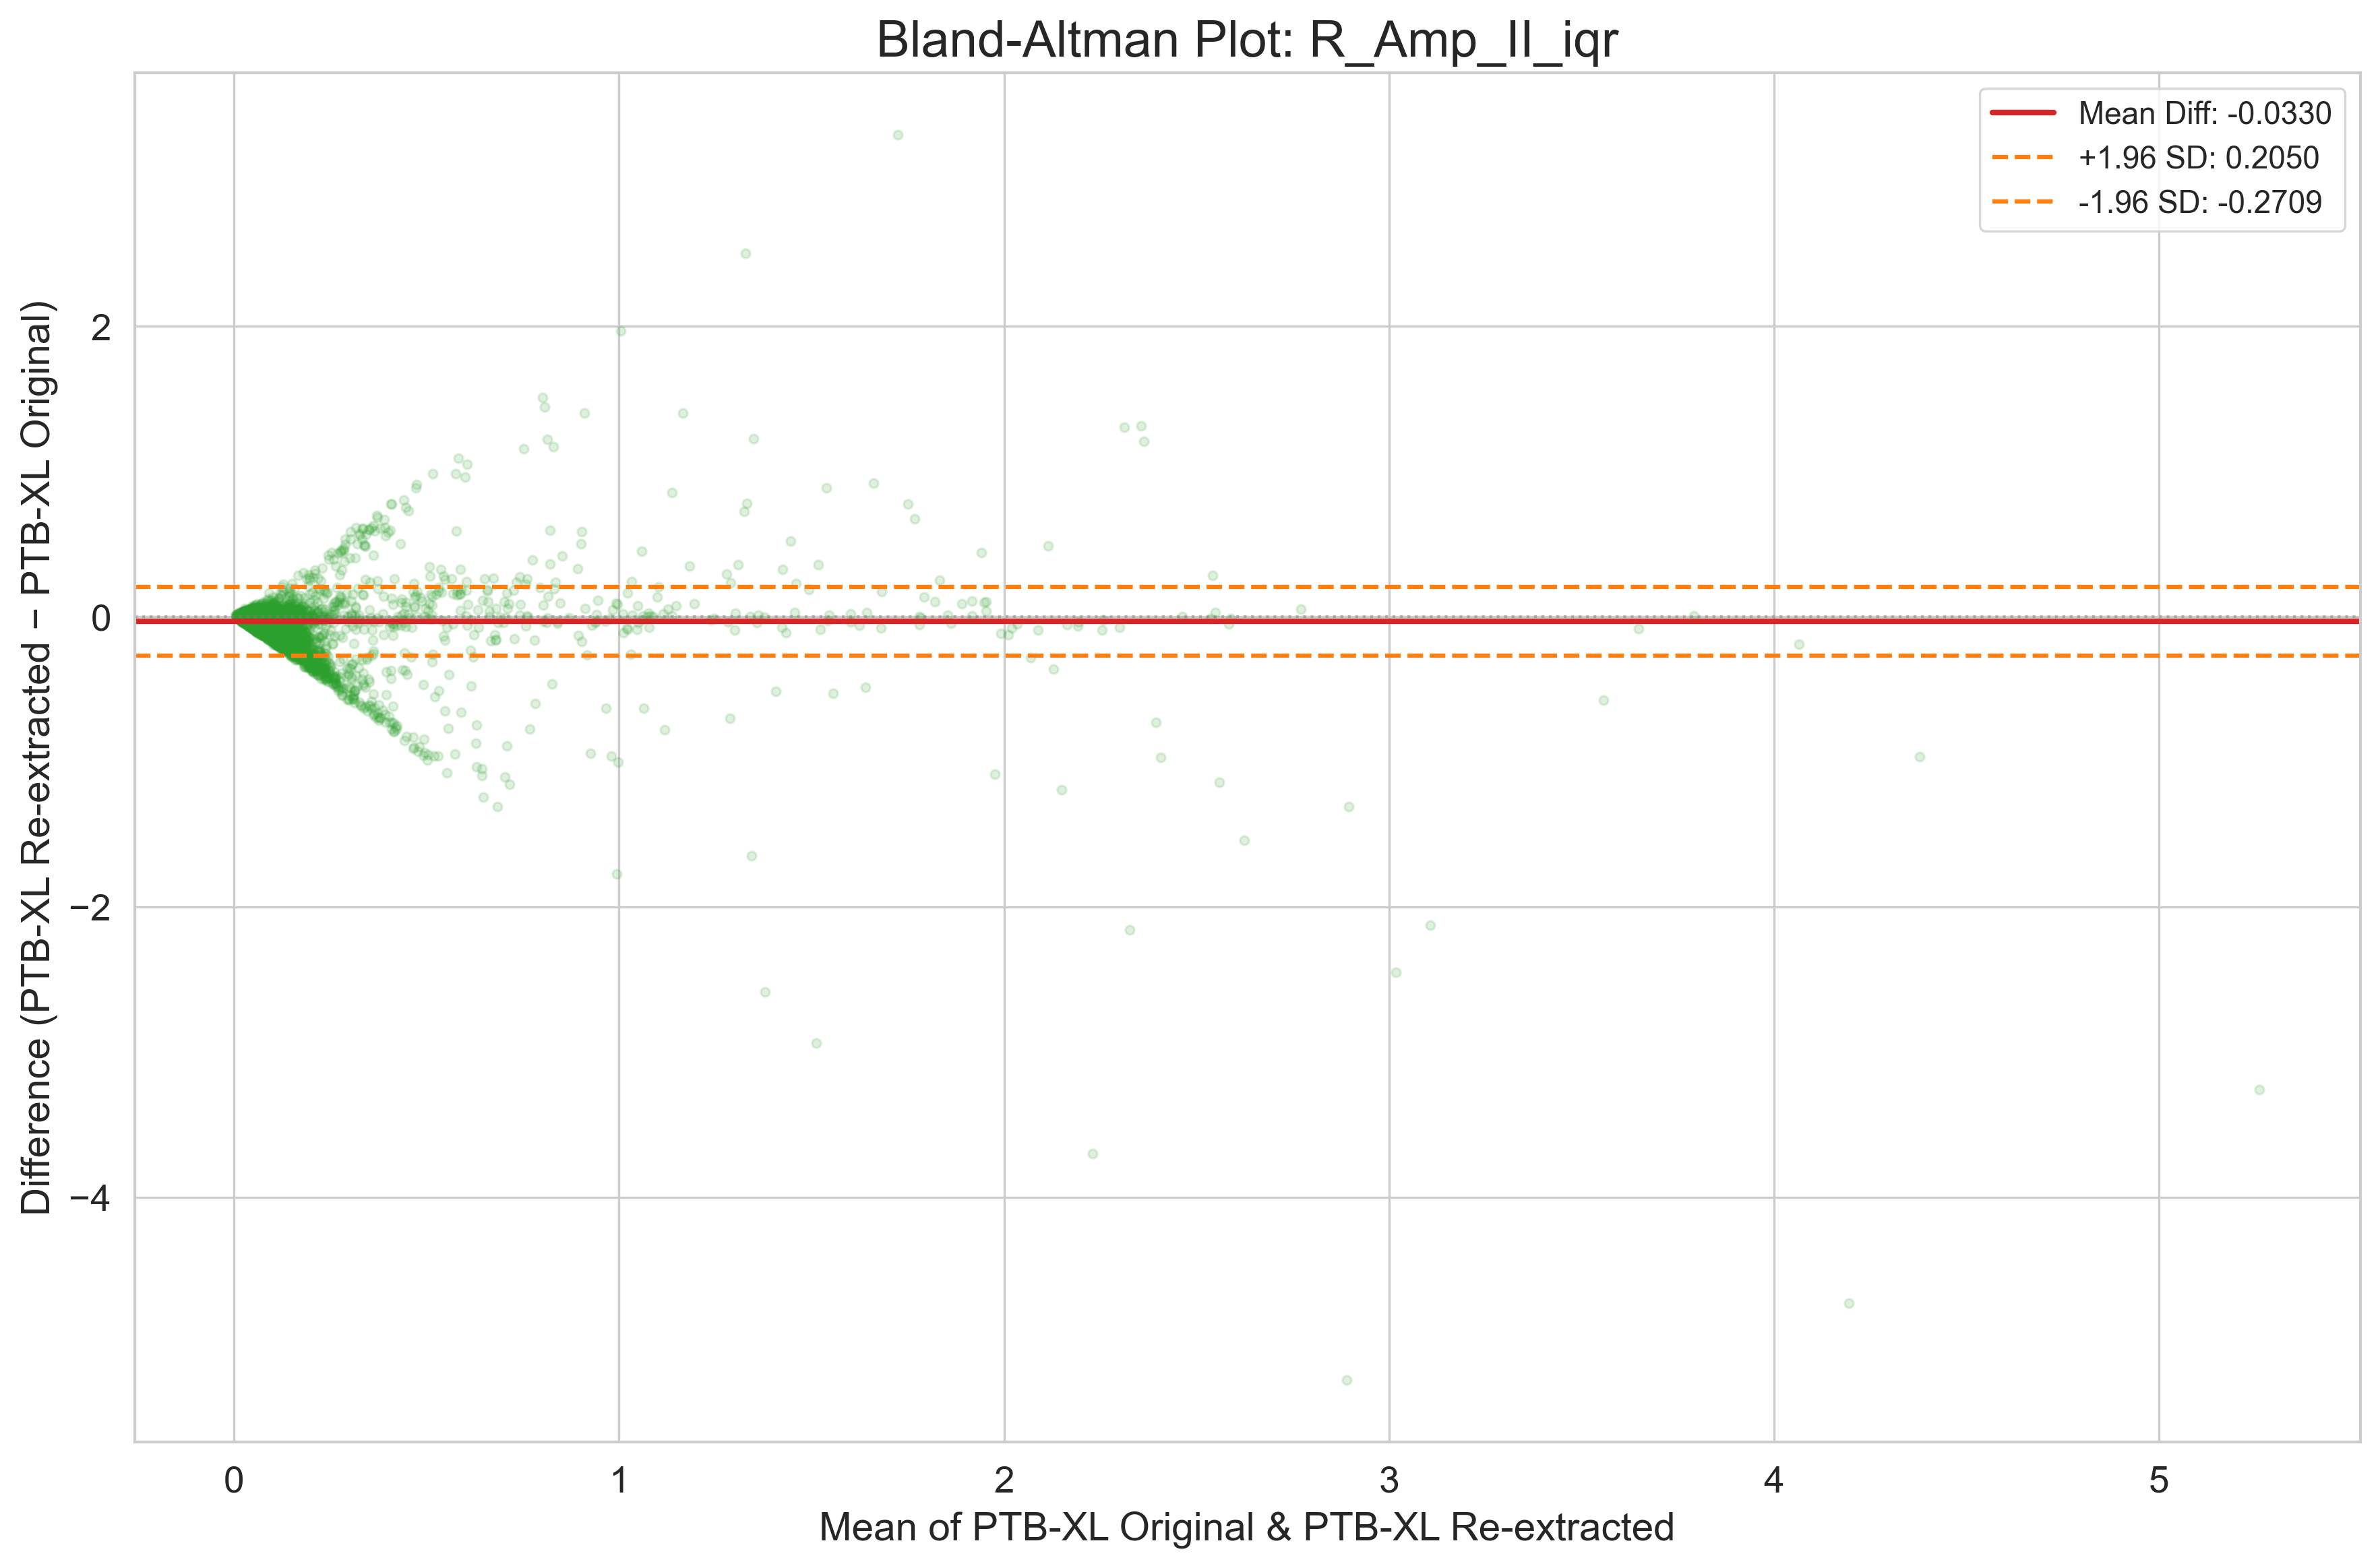 Bland-Altman Plot: R_Amp_II_iqr
Mean Diff: -0.0330
+1.96 SD: 0.2050
-1.96 SD: -0.2709
Difference (PTB-XL Re-extracted − PTB-XL Original)
2
0
−2
−4
0 1 2 3 4 5
Mean of PTB-XL Original & PTB-XL Re-extracted